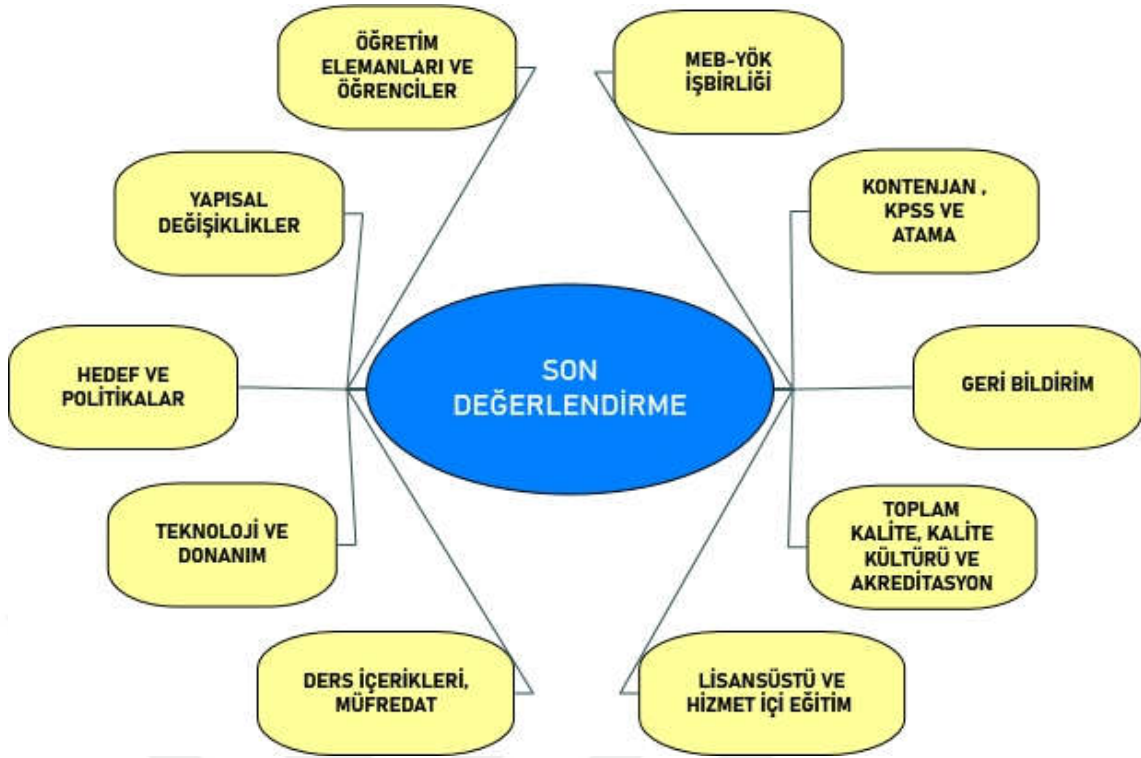 ÖĞRETİM
ELEMANLARI VE
ÖĞRENCİLER
MEB-YÖK
İŞBİRLİĞİ
YAPISAL
DEĞİŞİKLİKLER
KONTENJAN ,
KPSS VE
ATAMA
HEDEF VE
POLİTİKALAR
SON
DEĞERLENDİRME
GERİ BİLDİRİM
TEKNOLOJİ VE
DONANIM
TOPLAM
KALİTE, KALİTE
KÜLTÜRÜ VE
AKREDİTASYON
DERS İÇERİKLERİ,
MÜFREDAT
LİSANSÜSTÜ VE
HİZMET İÇİ EĞİTİM